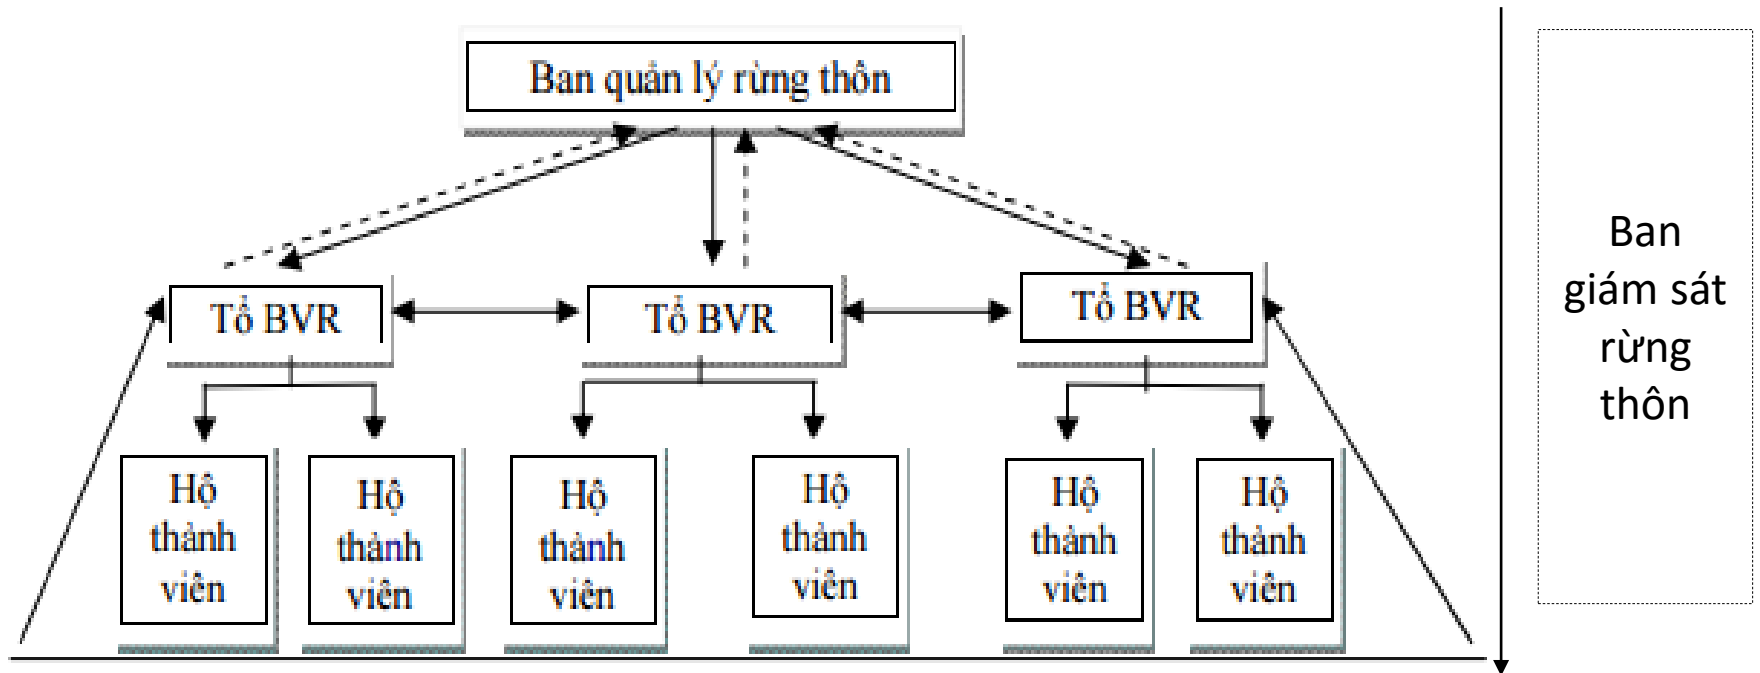 Ban quản lý rừng thôn
Tổ BVR
Tổ BVR
Tổ BVR
Hộ
thành
viên
Hộ
thành
viên
Hộ
thành
viên
Hộ
thành
viên
Hộ
thành
viên
Hộ
thành
viên
Ban
giám sát
rừng
thôn